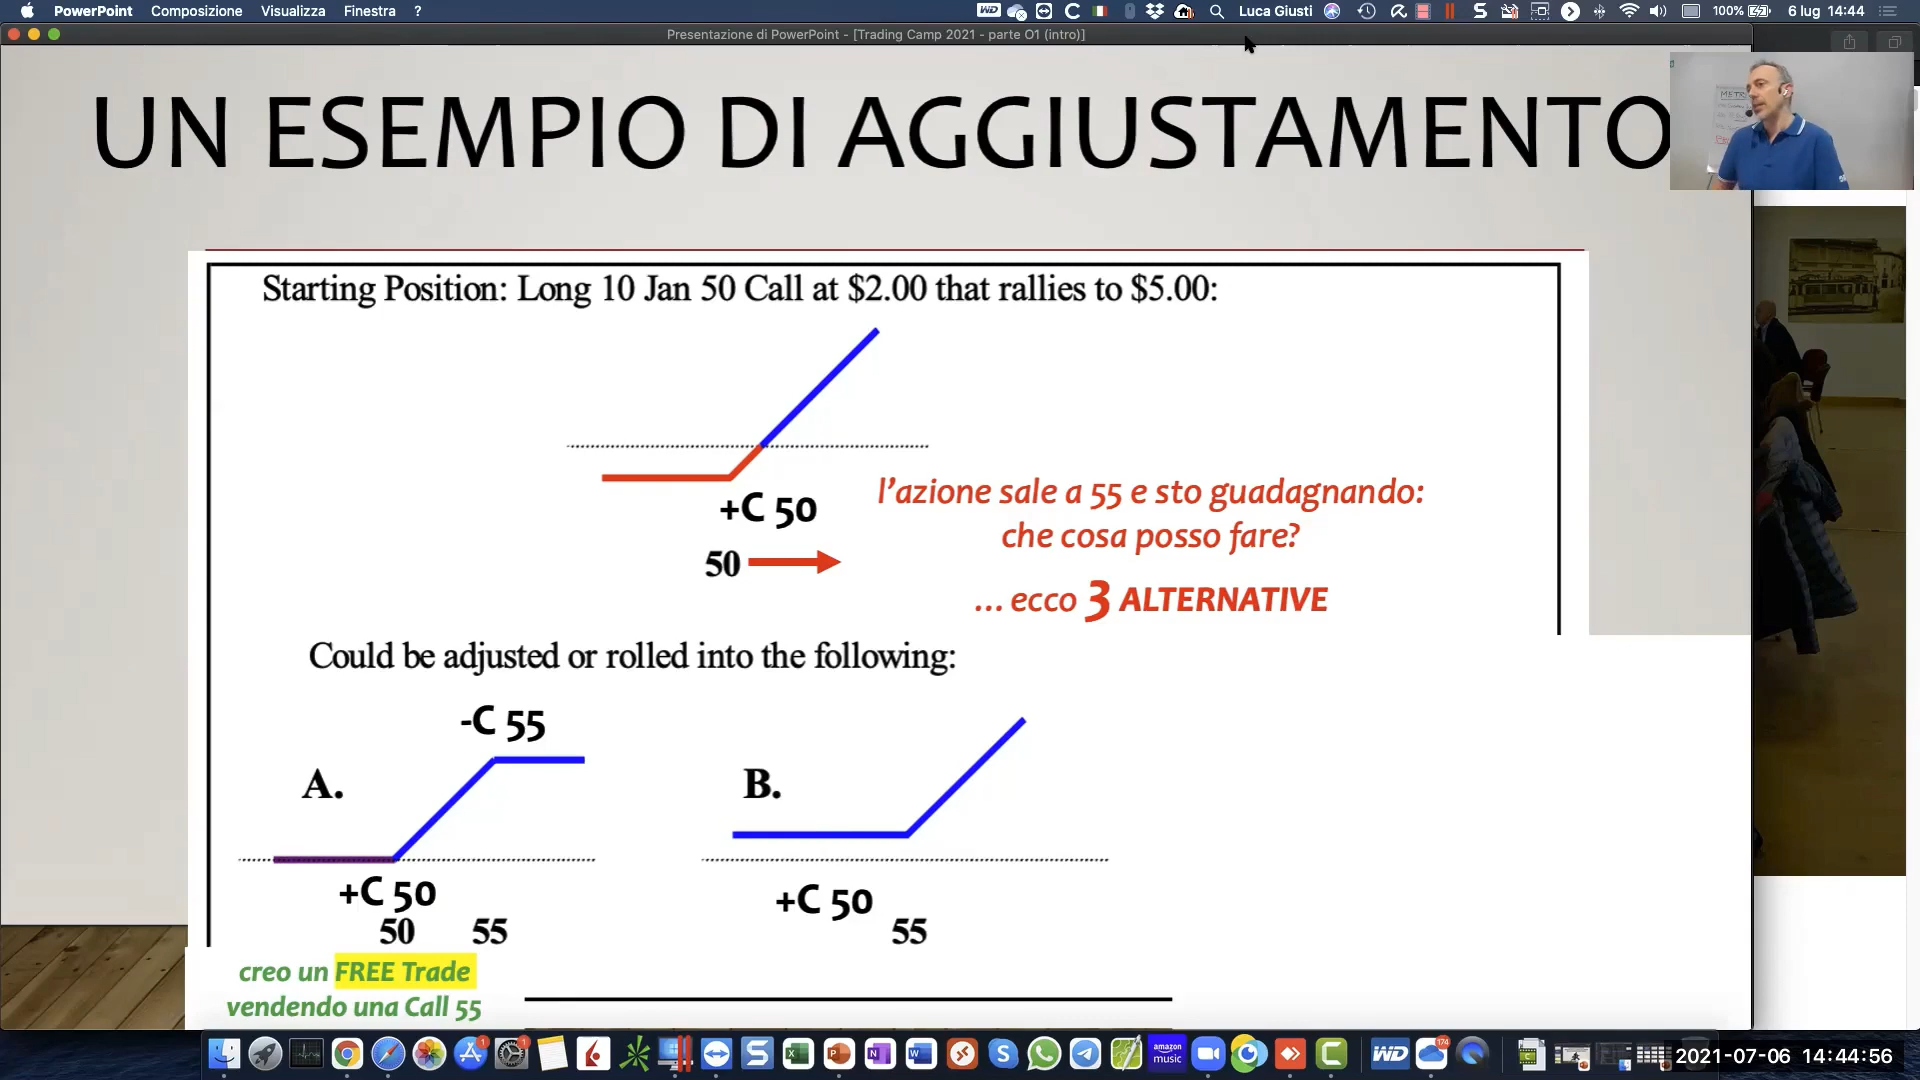 PowerPoint Composizione Visualizza Finestra ?
Luca Giusti 100% 6 lug 14:44
Presentazione di PowerPoint - [Trading Camp 2021 - parte O1 (intro)]
UN ESEMPIO DI AGGIUSTAMENTO
Starting Position: Long 10 Jan 50 Call at $2.00 that rallies to $5.00:
+C 50
50
l'azione sale a 55 e sto guadagnando:
che cosa posso fare?
... ecco 3 ALTERNATIVE
Could be adjusted or rolled into the following:
-C 55
A.
B.
+C 50
50 55
+C 50
55
creo un FREE Trade
vendendo una Call 55
amazon
music
WD
174
2021-07-06 14:44:56